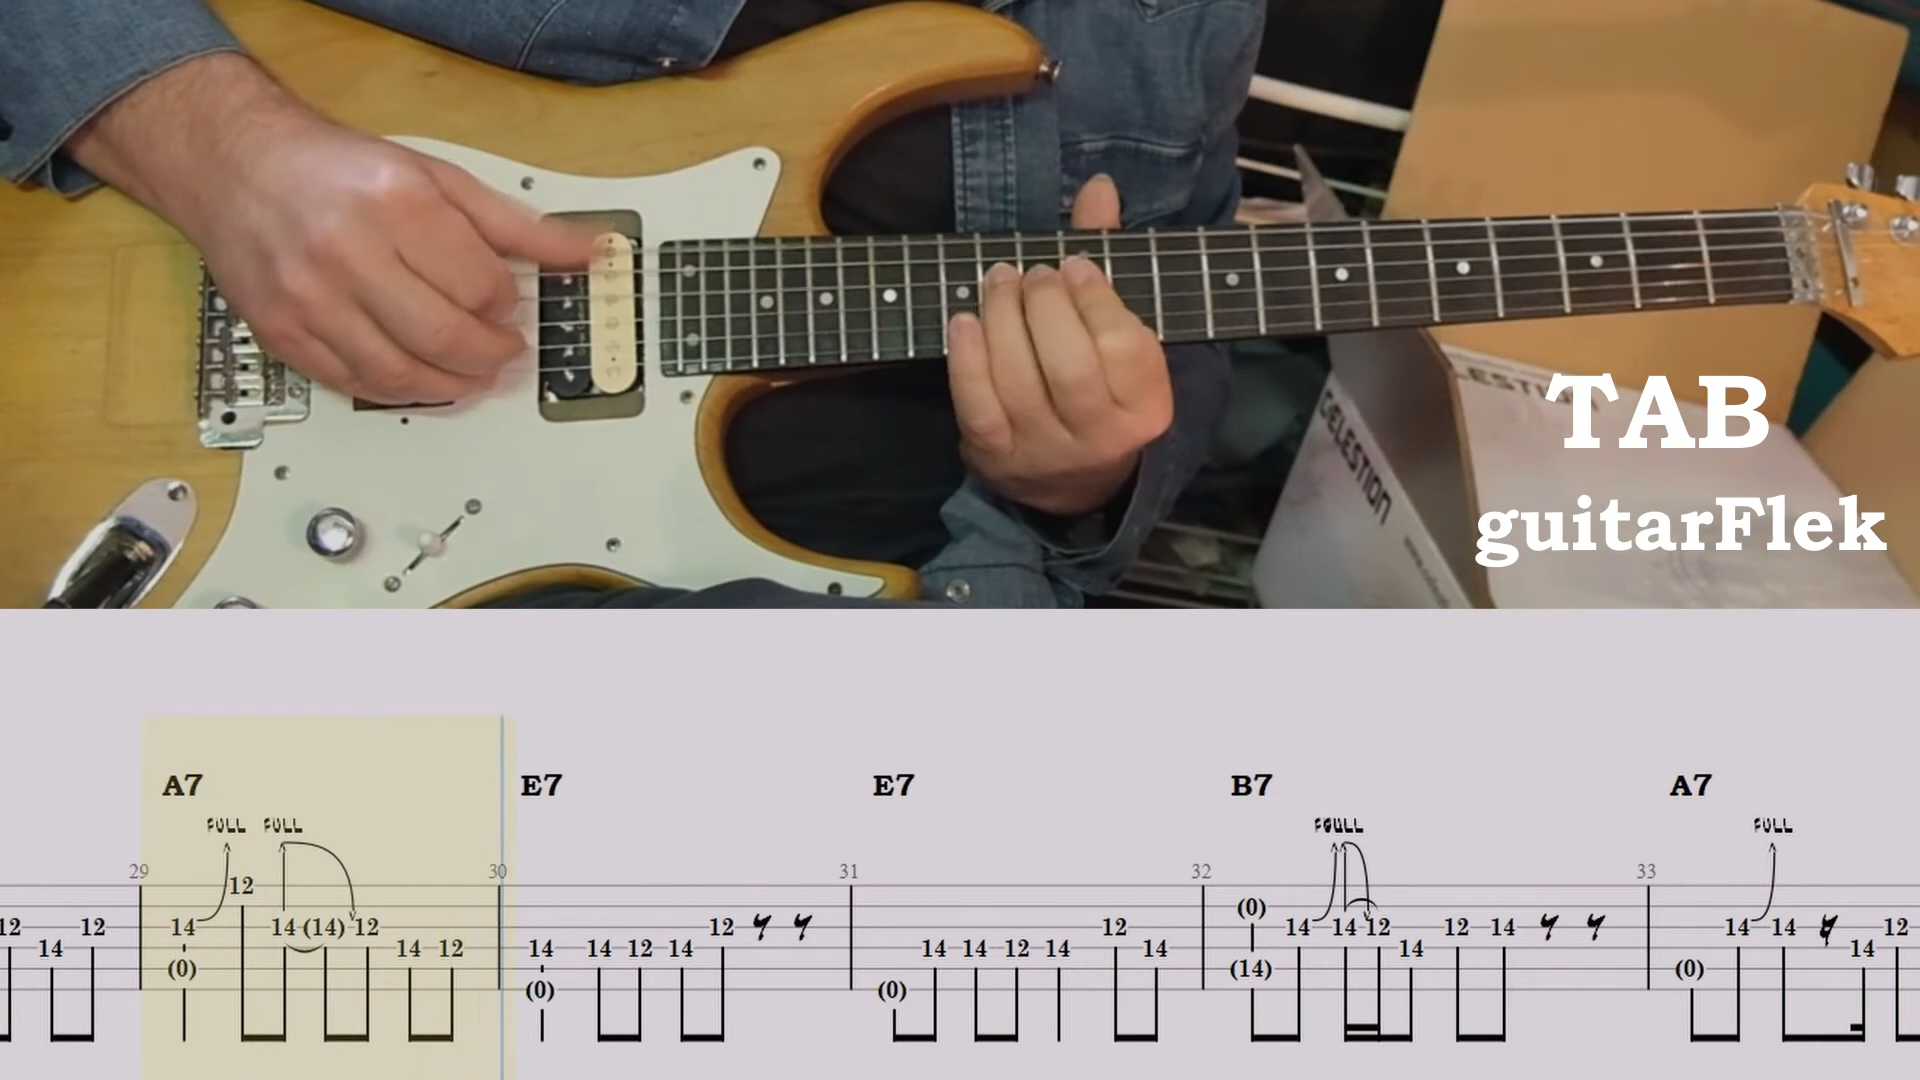 ESTION
CELESTION
TAB
guitarFlek
A7 E7 E7 B7 A7
FULL FULL FULL
29 30 31 32 33
12
(0)
12 12 14 14 (14) 12 12 14 14 12 12 14 14 14 12
14 14 12 14 14 12 14 14 14 12 14 14 14 14
(0) (14) (0)
(0) (0)